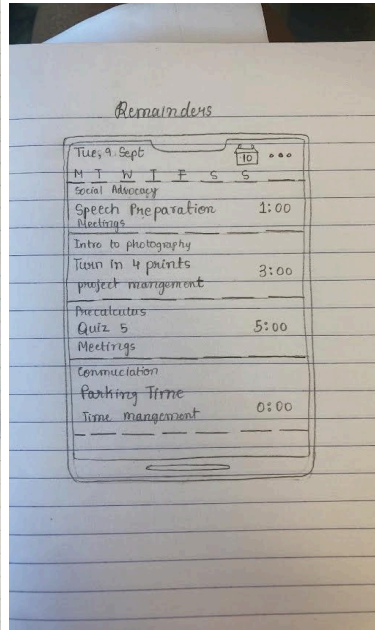 Remainders
Tue, 9 Sept 10
M T W T F S S
Social Advocacy
Speech Preparation 1:00
Meetings
Intro to photography
Turn in 4 prints 3:00
project mangement
Precalculus
Quiz 5 5:00
Meetings
Conmuciation
Parking Time
Time mangement 0:00